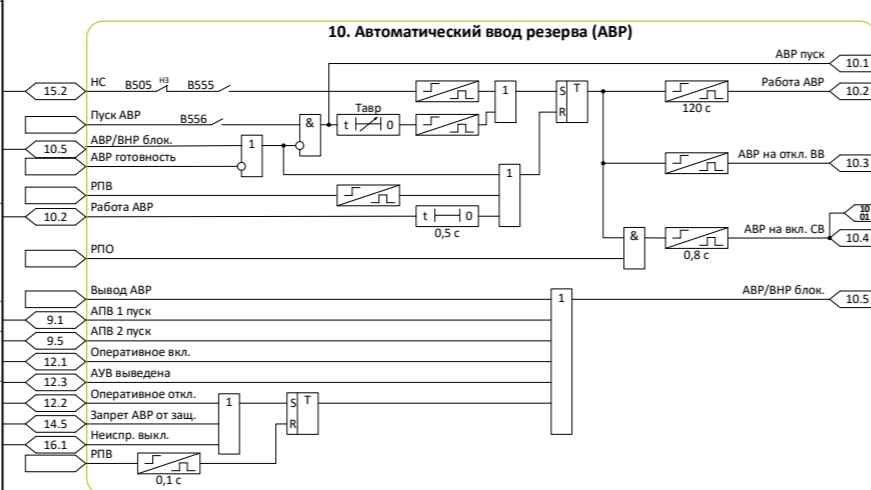 10. Автоматический ввод резерва (АВР)
АВР пуск 10.1
15.2 НС В505 нз В555 1 S T R 120 с Работа АВР 10.2
Пуск АВР В556 & Тавр t 0
10.5 АВР/ВНР блок. 1
АВР готовность
АВР на откл. ВВ 10.3
РПВ 1
10.2 Работа АВР t 0 0,5 с
РПО & 0,8 с АВР на вкл. СВ 10.4
10 01
Вывод АВР 1 АВР/ВНР блок. 10.5
9.1 АПВ 1 пуск
9.5 АПВ 2 пуск
12.1 Оперативное вкл.
12.3 АУВ выведена
12.2 Оперативное откл. 1 S T R
14.5 Запрет АВР от защ.
16.1 Неиспр. выкл.
РПВ 0,1 с